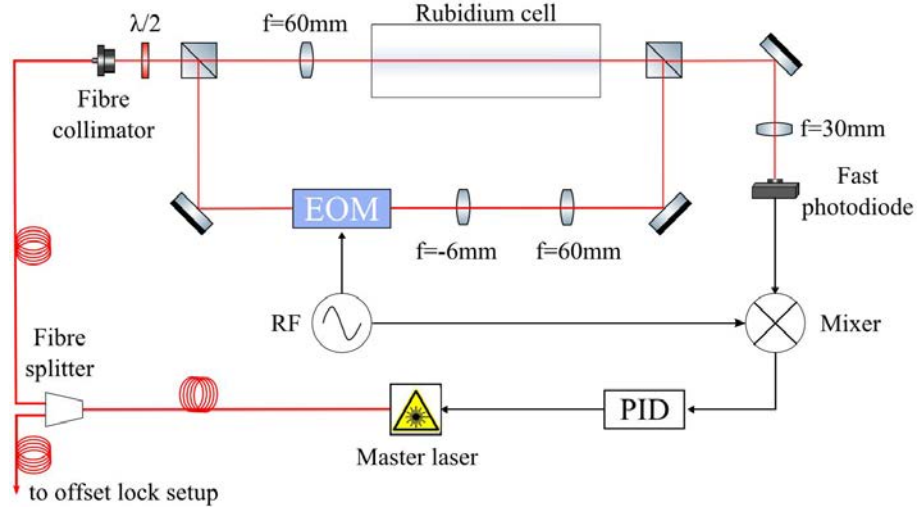 Rubidium cell
f=60mm
λ/2
Fibre
collimator
f=30mm
Fast
photodiode
EOM
f=-6mm
f=60mm
RF
Mixer
Fibre
splitter
PID
Master laser
to offset lock setup